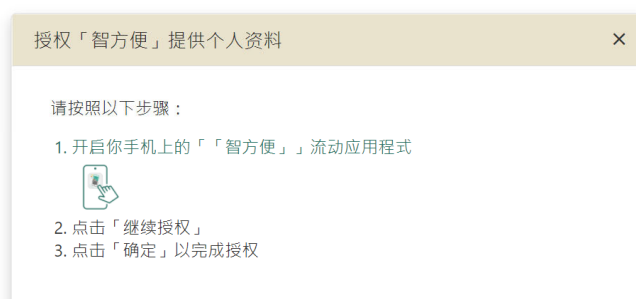 授权「智方便」提供个人资料
请按照以下步骤：
1. 开启你手机上的「「智方便」」流动应用程式
2. 点击「继续授权」
3. 点击「确定」以完成授权